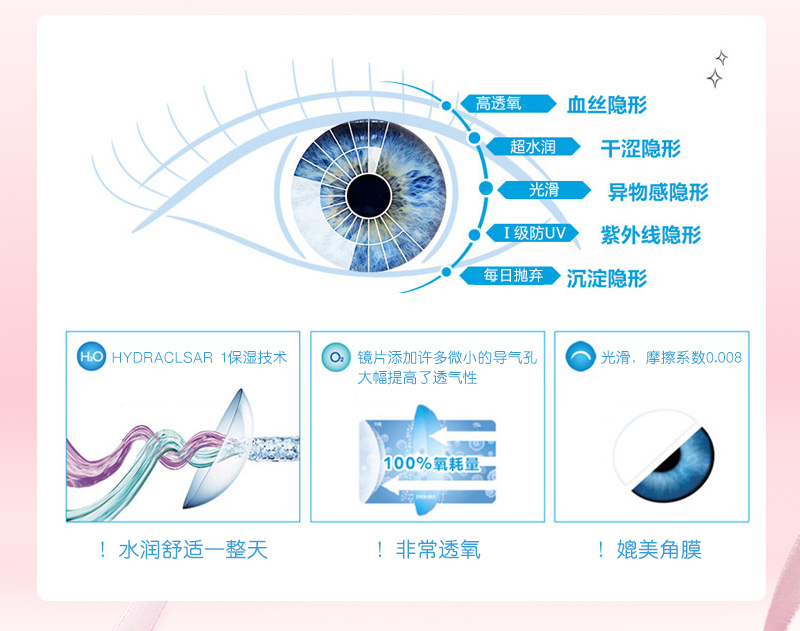 高透氧 血丝隐形
超水润 干涩隐形
光滑 异物感隐形
I级防UV 紫外线隐形
每日抛弃 沉淀隐形
H₂O HYDRACLSAR 1保湿技术
O₂ 镜片添加许多微小的导气孔
大幅提高了透气性
光滑，摩擦系数0.008
100%氧耗量
！水润舒适一整天
！非常透氧
！媲美角膜